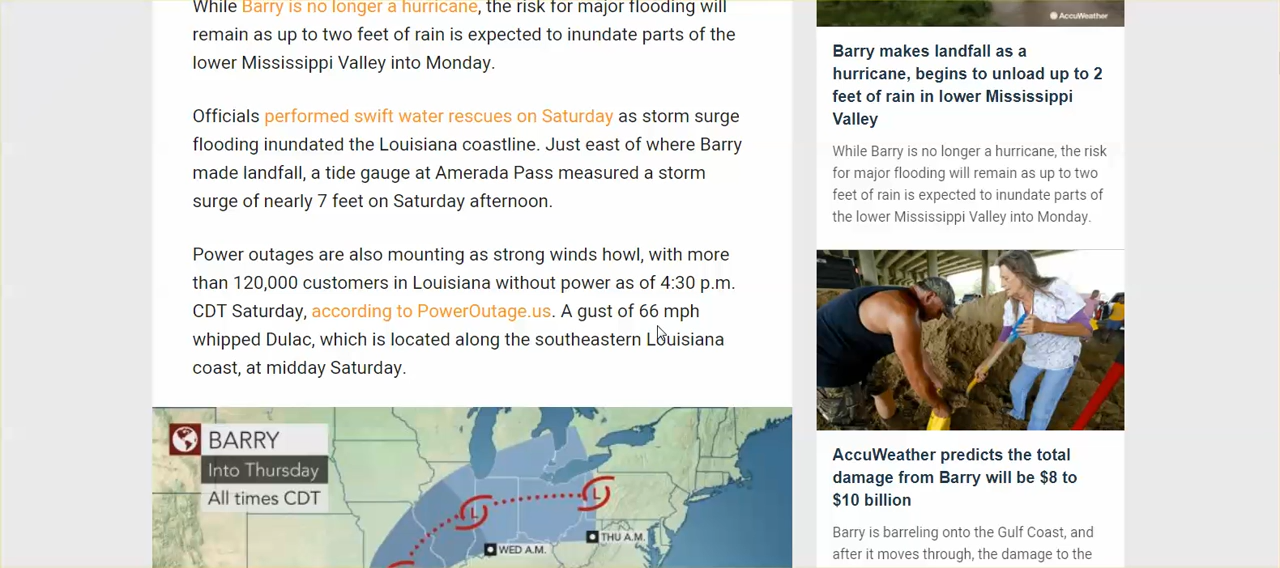 While Barry is no longer a hurricane, the risk for major flooding will
remain as up to two feet of rain is expected to inundate parts of the
lower Mississippi Valley into Monday.
Officials performed swift water rescues on Saturday as storm surge
flooding inundated the Louisiana coastline. Just east of where Barry
made landfall, a tide gauge at Amerada Pass measured a storm
surge of nearly 7 feet on Saturday afternoon.
Power outages are also mounting as strong winds howl, with more
than 120,000 customers in Louisiana without power as of 4:30 p.m.
CDT Saturday, according to PowerOutage.us. A gust of 66 mph
whipped Dulac, which is located along the southeastern Louisiana
coast, at midday Saturday.
BARRY
Into Thursday
All times CDT
L
L
WED A.M.
THU A.M.
AccuWeather
Barry makes landfall as a
hurricane, begins to unload up to 2
feet of rain in lower Mississippi
Valley
While Barry is no longer a hurricane, the risk
for major flooding will remain as up to two
feet of rain is expected to inundate parts of
the lower Mississippi Valley into Monday.
AccuWeather predicts the total
damage from Barry will be $8 to
$10 billion
Barry is barreling onto the Gulf Coast, and
after it moves through, the damage to the